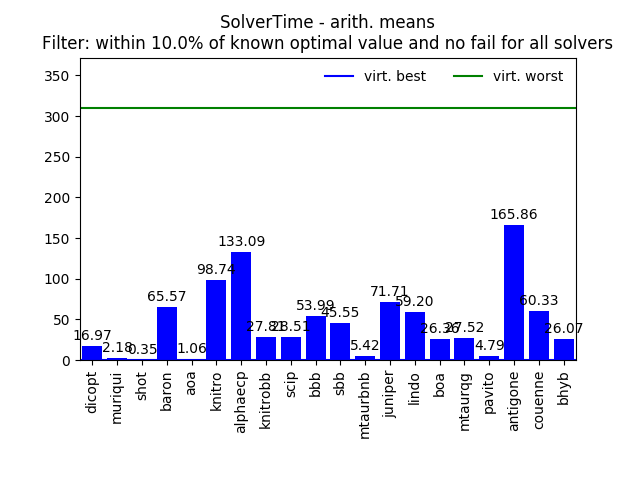 SolverTime - arith. means
Filter: within 10.0% of known optimal value and no fail for all solvers
virt. best
virt. worst
350
300
250
200
150
100
50
0
16.97
2.18
0.35
65.57
1.06
98.74
133.09
28.51
53.99
45.55
5.42
71.71
59.20
26.36
27.52
4.79
165.86
60.33
26.07
dicopt
muriqui
shot
baron
aoa
knitro
alphaecp
knitrobb
scip
bbb
sbb
mtaurbnb
juniper
lindo
boa
mtaurqg
pavito
antigone
couenne
bhyb